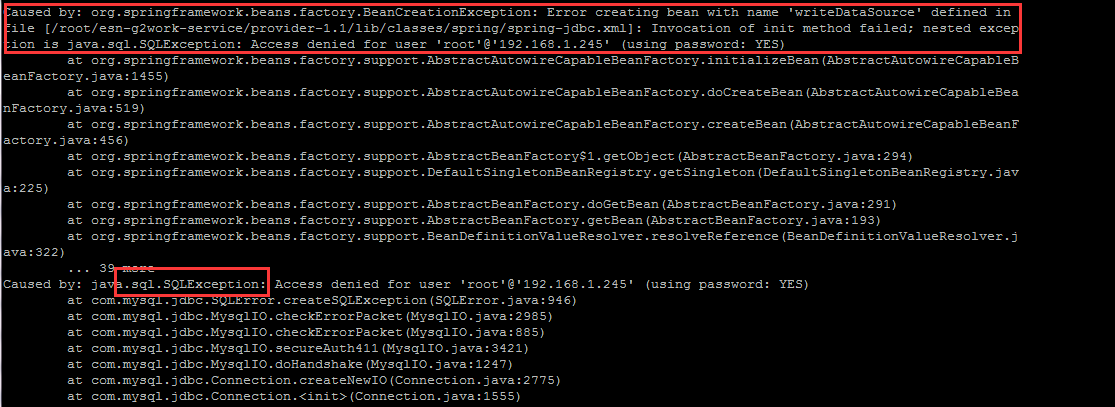 Caused by: org.springframework.beans.factory.BeanCreationException: Error creating bean with name 'writeDataSource' defined in
file [/root/esn-g2work-service/provider-1.1/lib/classes/spring/spring-jdbc.xml]: Invocation of init method failed; nested excep
tion is java.sql.SQLException: Access denied for user 'root'@'192.168.1.245' (using password: YES)
at org.springframework.beans.factory.support.AbstractAutowireCapableBeanFactory.initializeBean(AbstractAutowireCapableB
eanFactory.java:1455)
at org.springframework.beans.factory.support.AbstractAutowireCapableBeanFactory.doCreateBean(AbstractAutowireCapableBea
nFactory.java:519)
at org.springframework.beans.factory.support.AbstractAutowireCapableBeanFactory.createBean(AbstractAutowireCapableBeanF
actory.java:456)
at org.springframework.beans.factory.support.AbstractBeanFactory$1.getObject(AbstractBeanFactory.java:294)
at org.springframework.beans.factory.support.DefaultSingletonBeanRegistry.getSingleton(DefaultSingletonBeanRegistry.jav
a:225)
at org.springframework.beans.factory.support.AbstractBeanFactory.doGetBean(AbstractBeanFactory.java:291)
at org.springframework.beans.factory.support.AbstractBeanFactory.getBean(AbstractBeanFactory.java:193)
at org.springframework.beans.factory.support.BeanDefinitionValueResolver.resolveReference(BeanDefinitionValueResolver.j
ava:322)
... 39 more
Caused by: java.sql.SQLException: Access denied for user 'root'@'192.168.1.245' (using password: YES)
at com.mysql.jdbc.SQLError.createSQLException(SQLError.java:946)
at com.mysql.jdbc.MysqlIO.checkErrorPacket(MysqlIO.java:2985)
at com.mysql.jdbc.MysqlIO.checkErrorPacket(MysqlIO.java:885)
at com.mysql.jdbc.MysqlIO.secureAuth411(MysqlIO.java:3421)
at com.mysql.jdbc.MysqlIO.doHandshake(MysqlIO.java:1247)
at com.mysql.jdbc.Connection.createNewIO(Connection.java:2775)
at com.mysql.jdbc.Connection.<init>(Connection.java:1555)